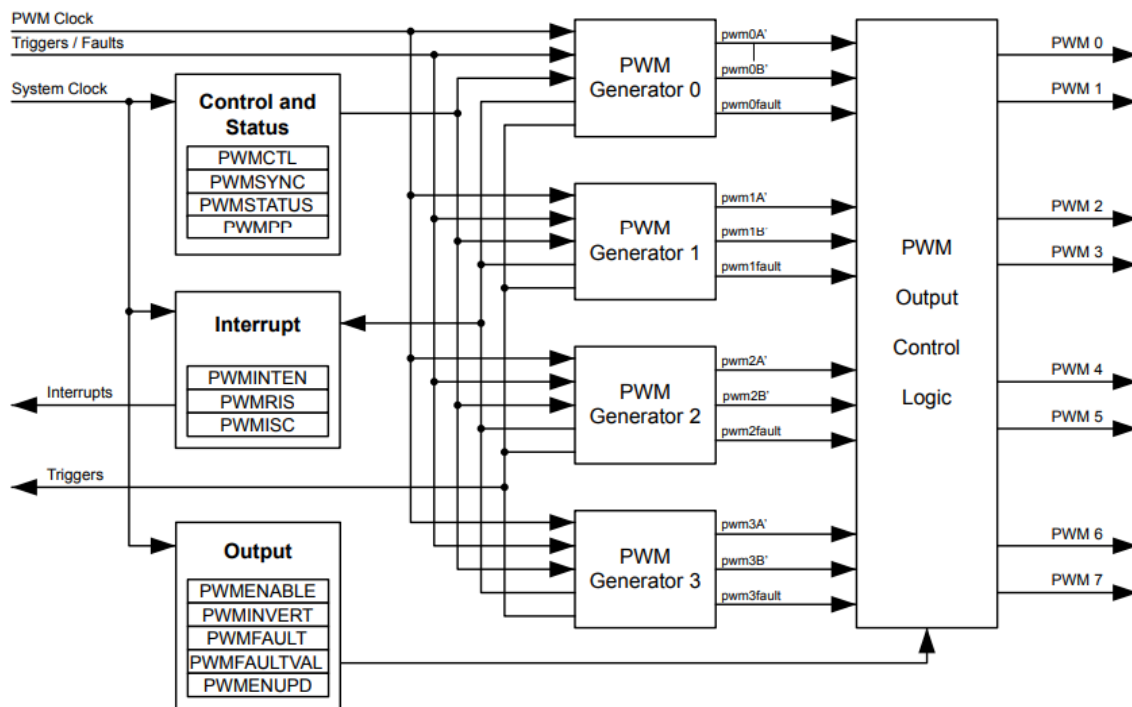 PWM Clock
Triggers / Faults
System Clock
Control and
Status
PWMCTL
PWMSYNC
PWMSTATUS
PWMPP
Interrupt
PWMINTEN
PWMRIS
PWMISC
Interrupts
Triggers
Output
PWMENABLE
PWMINVERT
PWMFAULT
PWMFAULTVAL
PWMENUPD
PWM
Generator 0
pwm0A'
pwm0B'
pwm0fault
PWM
Generator 1
pwm1A'
pwm1B'
pwm1fault
PWM
Generator 2
pwm2A'
pwm2B'
pwm2fault
PWM
Generator 3
pwm3A'
pwm3B'
pwm3fault
PWM
Output
Control
Logic
PWM 0
PWM 1
PWM 2
PWM 3
PWM 4
PWM 5
PWM 6
PWM 7